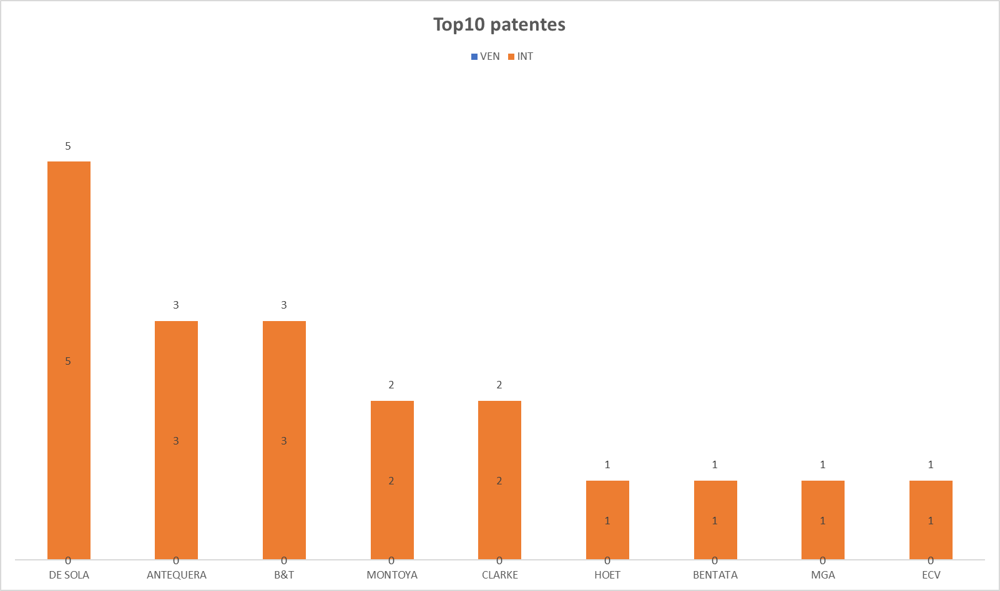 Top10 patentes
VEN INT
5
3 3
2 2
1 1 1 1
5
3 3
2 2
1 1 1 1
0 0 0 0 0 0 0 0 0
DE SOLA ANTEQUERA B&T MONTOYA CLARKE HOET BENTATA MGA ECV